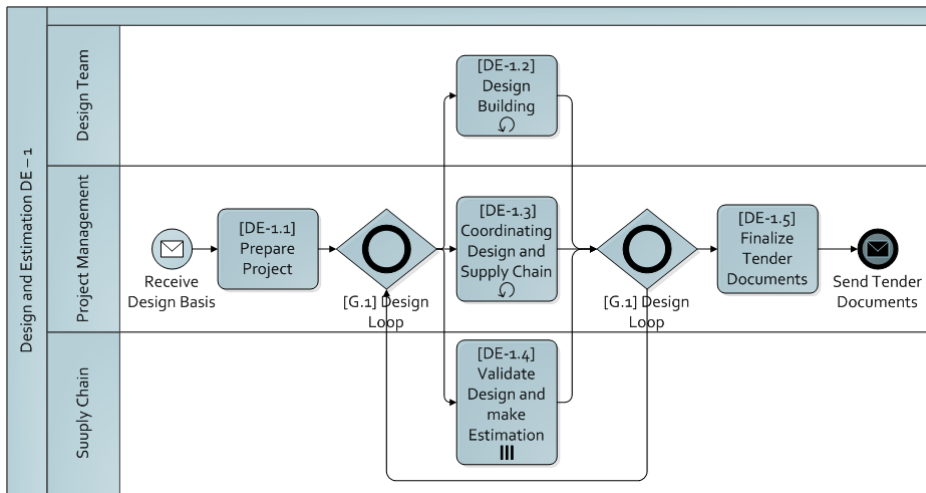 Design and Estimation DE – 1
Design Team
[DE-1.2]
Design
Building
Project Management
Receive
Design Basis
[DE-1.1]
Prepare
Project
[G.1] Design
Loop
[DE-1.3]
Coordinating
Design and
Supply Chain
[G.1] Design
Loop
[DE-1.5]
Finalize
Tender
Documents
Send Tender
Documents
Suuply Chain
[DE-1.4]
Validate
Design and
make
Estimation